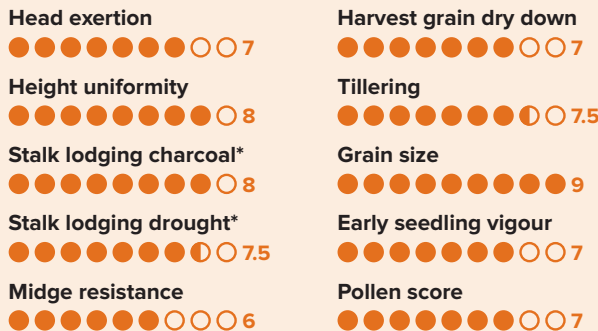 Head exertion
7
Height uniformity
8
Stalk lodging charcoal*
8
Stalk lodging drought*
7.5
Midge resistance
6
Harvest grain dry down
7
Tillering
7.5
Grain size
9
Early seedling vigour
7
Pollen score
7